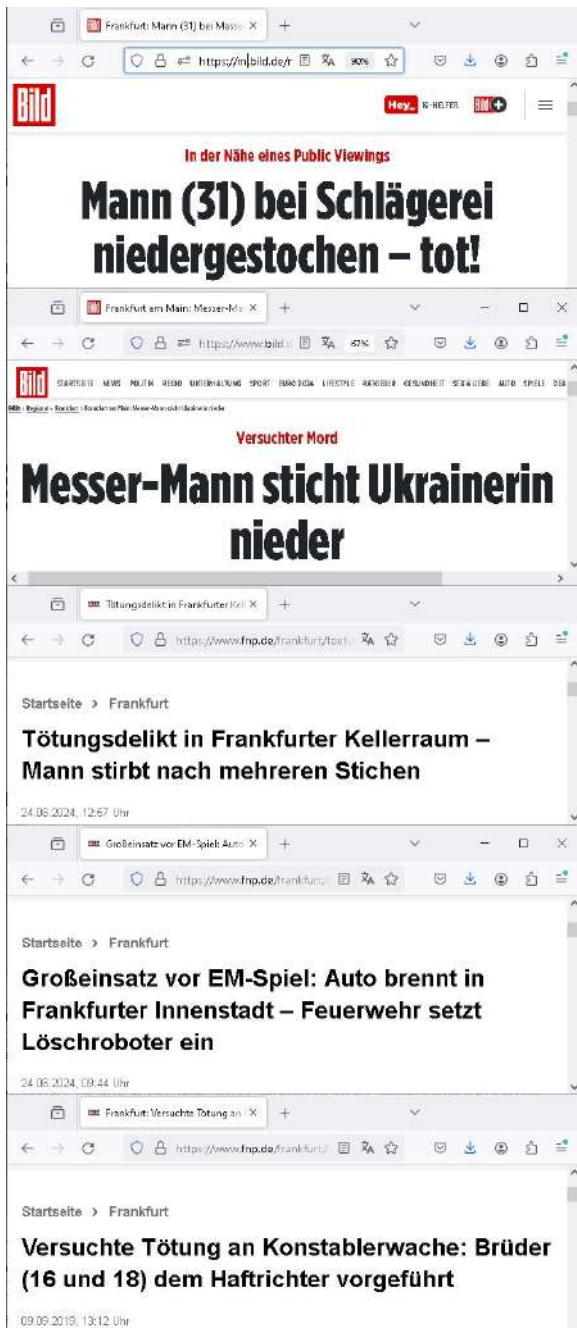 Frankfurt: Mann (31) bei Masse
https://m.bild.de/r
90%
Bild
Hey_
KI-HELFER
Bild
In der Nähe eines Public Viewings
Mann (31) bei Schlägerei
niedergestochen – tot!
Frankfurt am Main: Messer-Ma
https://www.bild.d
67%
Bild
STARTSEITE NEWS POLITIK REGIO UNTERHALTUNG SPORT EURO 2024 LIFESTYLE RATGEBER GESUNDHEIT SEX & LIEBE AUTO SPIELE DEA
Regional Frankfurt
Versuchter Mord
Messer-Mann sticht Ukrainerin
nieder
Tötungsdelikt in Frankfurter Kell
https://www.fnp.de/frankfurt/toet
Startseite > Frankfurt
Tötungsdelikt in Frankfurter Kellerraum –
Mann stirbt nach mehreren Stichen
24.06.2024, 12:57 Uhr
Großeinsatz vor EM-Spiel: Auto
https://www.fnp.de/frankfurt/
Startseite > Frankfurt
Großeinsatz vor EM-Spiel: Auto brennt in
Frankfurter Innenstadt – Feuerwehr setzt
Löschroboter ein
24.06.2024, 09:44 Uhr
Frankfurt: Versuchte Tötung an
https://www.fnp.de/frankfurt/
Startseite > Frankfurt
Versuchte Tötung an Konstablerwache: Brüder
(16 und 18) dem Haftrichter vorgeführt
09.09.2019, 13:12 Uhr